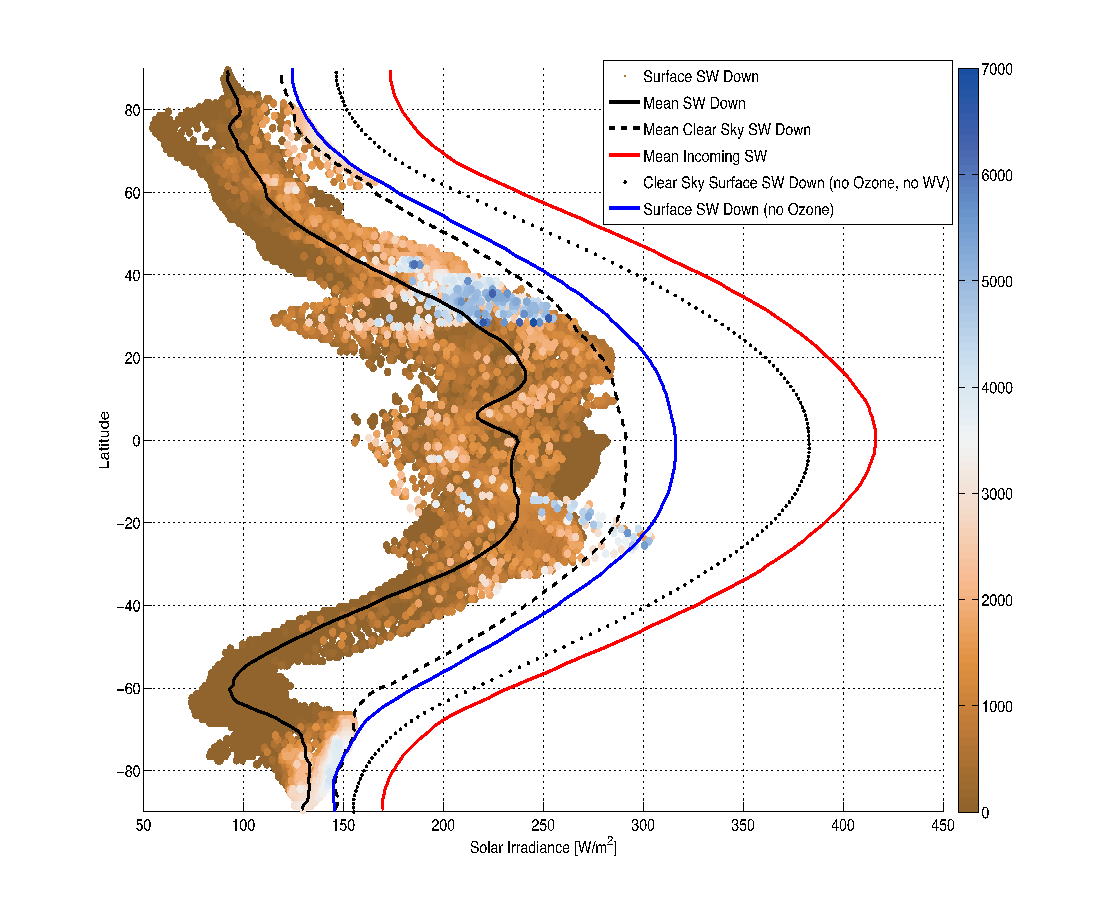 Surface SW Down
Mean SW Down
Mean Clear Sky SW Down
Mean Incoming SW
Clear Sky Surface SW Down (no Ozone, no WV)
Surface SW Down (no Ozone)
7000
6000
5000
4000
3000
2000
1000
0
80
60
40
20
0
−20
−40
−60
−80
Latitude
50 100 150 200 250 300 350 400 450
Solar Irradiance [W/m²]